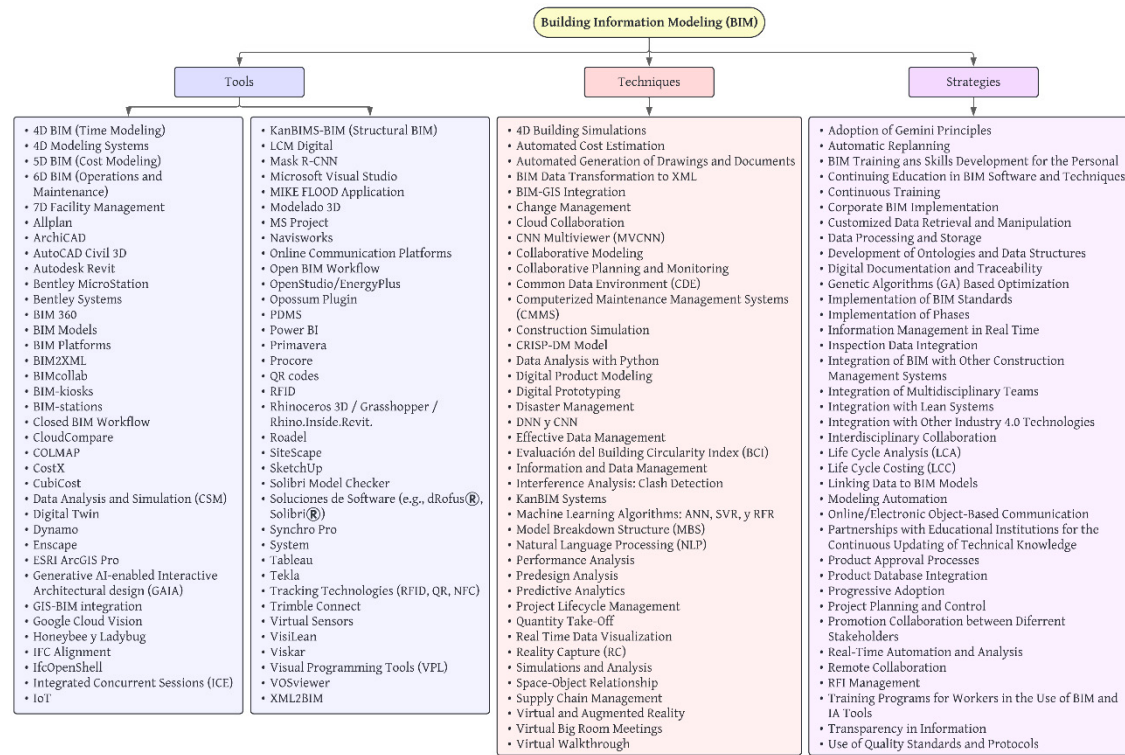 Building Information Modeling (BIM)
Tools
Techniques
Strategies
• 4D BIM (Time Modeling)
• 4D Modeling Systems
• 5D BIM (Cost Modeling)
• 6D BIM (Operations and
Maintenance)
• 7D Facility Management
• Allplan
• ArchiCAD
• AutoCAD Civil 3D
• Autodesk Revit
• Bentley MicroStation
• Bentley Systems
• BIM 360
• BIM Models
• BIM Platforms
• BIM2XML
• BIMcollab
• BIM-kiosks
• BIM-stations
• Closed BIM Workflow
• CloudCompare
• COLMAP
• CostX
• CubiCost
• Data Analysis and Simulation (CSM)
• Digital Twin
• Dynamo
• Enscape
• ESRI ArcGIS Pro
• Generative AI-enabled Interactive
Architectural design (GAIA)
• GIS-BIM integration
• Google Cloud Vision
• Honeybee y Ladybug
• IFC Alignment
• IfcOpenShell
• Integrated Concurrent Sessions (ICE)
• IoT
• KanBIMS-BIM (Structural BIM)
• LCM Digital
• Mask R-CNN
• Microsoft Visual Studio
• MIKE FLOOD Application
• Modelado 3D
• MS Project
• Navisworks
• Online Communication Platforms
• Open BIM Workflow
• OpenStudio/EnergyPlus
• Opossum Plugin
• PDMS
• Power BI
• Primavera
• Procore
• QR codes
• RFID
• Rhinoceros 3D / Grasshopper /
Rhino.Inside.Revit.
• Roadel
• SiteScape
• SketchUp
• Solibri Model Checker
• Soluciones de Software (e.g., dRofus®,
Solibri®)
• Synchro Pro
• System
• Tableau
• Tekla
• Tracking Technologies (RFID, QR, NFC)
• Trimble Connect
• Virtual Sensors
• VisiLean
• Viskar
• Visual Programming Tools (VPL)
• VOSviewer
• XML2BIM
• 4D Building Simulations
• Automated Cost Estimation
• Automated Generation of Drawings and Documents
• BIM Data Transformation to XML
• BIM-GIS Integration
• Change Management
• Cloud Collaboration
• CNN Multiviewer (MVCNN)
• Collaborative Modeling
• Collaborative Planning and Monitoring
• Common Data Environment (CDE)
• Computerized Maintenance Management Systems
(CMMS)
• Construction Simulation
• CRISP-DM Model
• Data Analysis with Python
• Digital Product Modeling
• Digital Prototyping
• Disaster Management
• DNN y CNN
• Effective Data Management
• Evaluación del Building Circularity Index (BCI)
• Information and Data Management
• Interference Analysis: Clash Detection
• KanBIM Systems
• Machine Learning Algorithms: ANN, SVR, y RFR
• Model Breakdown Structure (MBS)
• Natural Language Processing (NLP)
• Performance Analysis
• Predesign Analysis
• Predictive Analytics
• Project Lifecycle Management
• Quantity Take-Off
• Real Time Data Visualization
• Reality Capture (RC)
• Simulations and Analysis
• Space-Object Relationship
• Supply Chain Management
• Virtual and Augmented Reality
• Virtual Big Room Meetings
• Virtual Walkthrough
• Adoption of Gemini Principles
• Automatic Replanning
• BIM Training ans Skills Development for the Personal
• Continuing Education in BIM Software and Techniques
• Continuous Training
• Corporate BIM Implementation
• Customized Data Retrieval and Manipulation
• Data Processing and Storage
• Development of Ontologies and Data Structures
• Digital Documentation and Traceability
• Genetic Algorithms (GA) Based Optimization
• Implementation of BIM Standards
• Implementation of Phases
• Information Management in Real Time
• Inspection Data Integration
• Integration of BIM with Other Construction
Management Systems
• Integration of Multidisciplinary Teams
• Integration with Lean Systems
• Integration with Other Industry 4.0 Technologies
• Interdisciplinary Collaboration
• Life Cycle Analysis (LCA)
• Life Cycle Costing (LCC)
• Linking Data to BIM Models
• Modeling Automation
• Online/Electronic Object-Based Communication
• Partnerships with Educational Institutions for the
Continuous Updating of Technical Knowledge
• Product Approval Processes
• Product Database Integration
• Progressive Adoption
• Project Planning and Control
• Promotion Collaboration between Diferrent
Stakeholders
• Real-Time Automation and Analysis
• Remote Collaboration
• RFI Management
• Training Programs for Workers in the Use of BIM and
IA Tools
• Transparency in Information
• Use of Quality Standards and Protocols